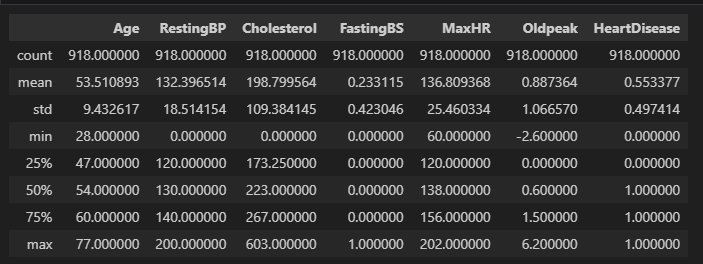 Age RestingBP Cholesterol FastingBS MaxHR Oldpeak HeartDisease
count 918.000000 918.000000 918.000000 918.000000 918.000000 918.000000 918.000000
mean 53.510893 132.396514 198.799564 0.233115 136.809368 0.887364 0.553377
std 9.432617 18.514154 109.384145 0.423046 25.460334 1.066570 0.497414
min 28.000000 0.000000 0.000000 0.000000 60.000000 -2.600000 0.000000
25% 47.000000 120.000000 173.250000 0.000000 120.000000 0.000000 0.000000
50% 54.000000 130.000000 223.000000 0.000000 138.000000 0.600000 1.000000
75% 60.000000 140.000000 267.000000 0.000000 156.000000 1.500000 1.000000
max 77.000000 200.000000 603.000000 1.000000 202.000000 6.200000 1.000000